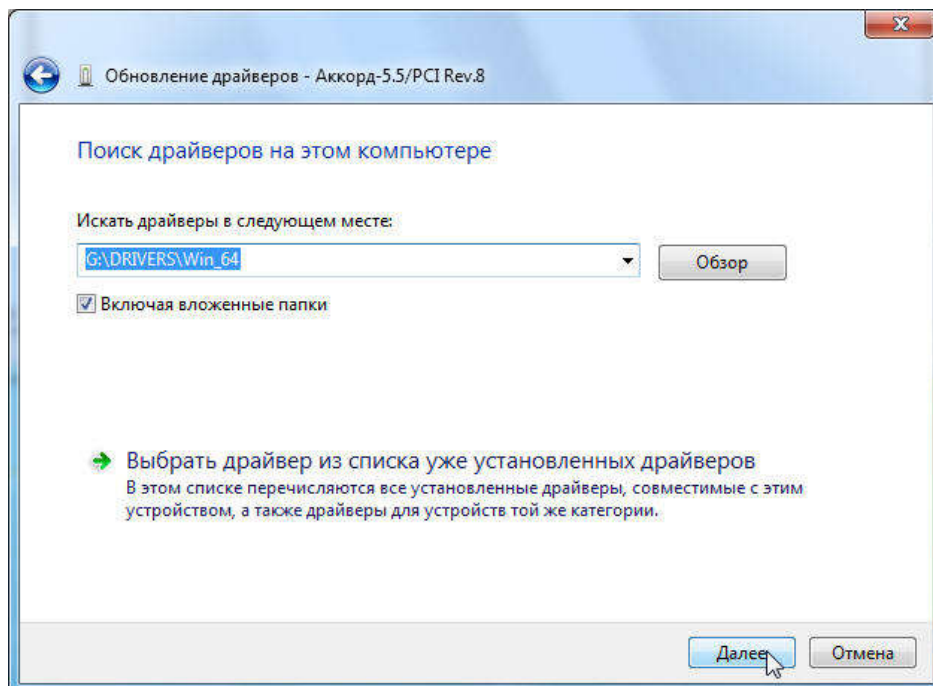 Обновление драйверов - Аккорд-5.5/PCI Rev.8
Поиск драйверов на этом компьютере
Искать драйверы в следующем месте:
G:\DRIVERS\Win_64
Обзор
Включая вложенные папки
Выбрать драйвер из списка уже установленных драйверов
В этом списке перечисляются все установленные драйверы, совместимые с этим
устройством, а также драйверы для устройств той же категории.
Далее
Отмена